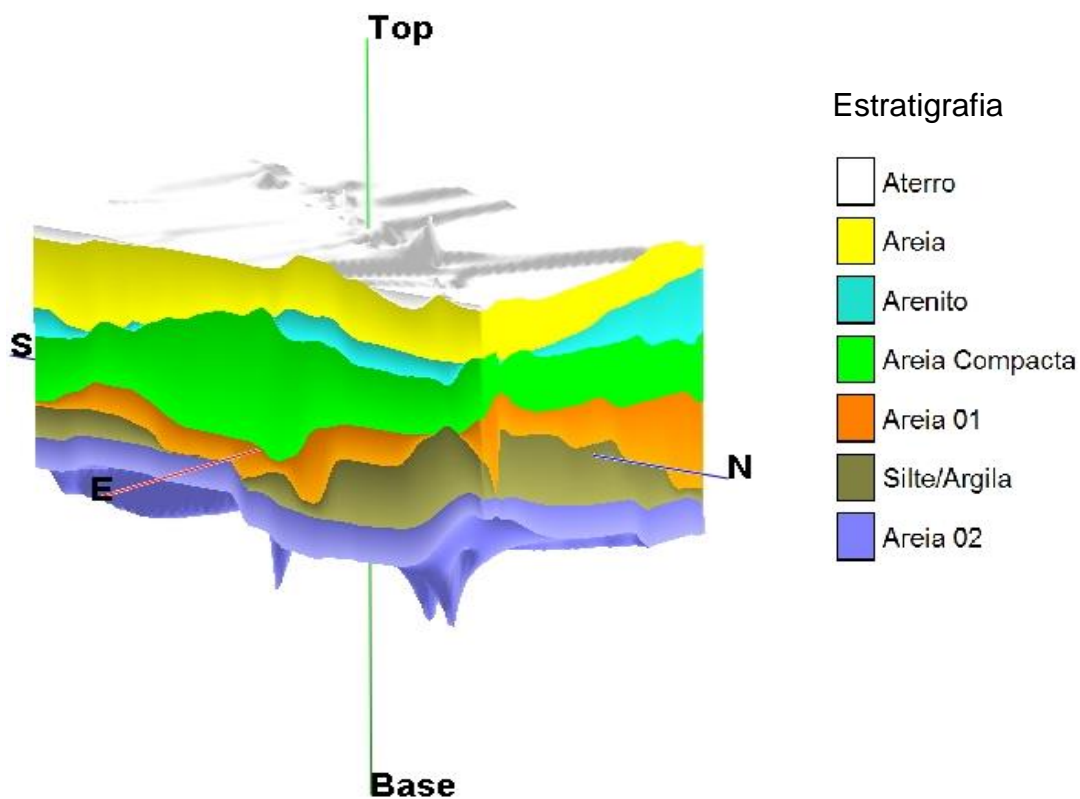 Top
S
E
N
Base
Estratigrafia
Aterro
Areia
Arenito
Areia Compacta
Areia 01
Silte/Argila
Areia 02